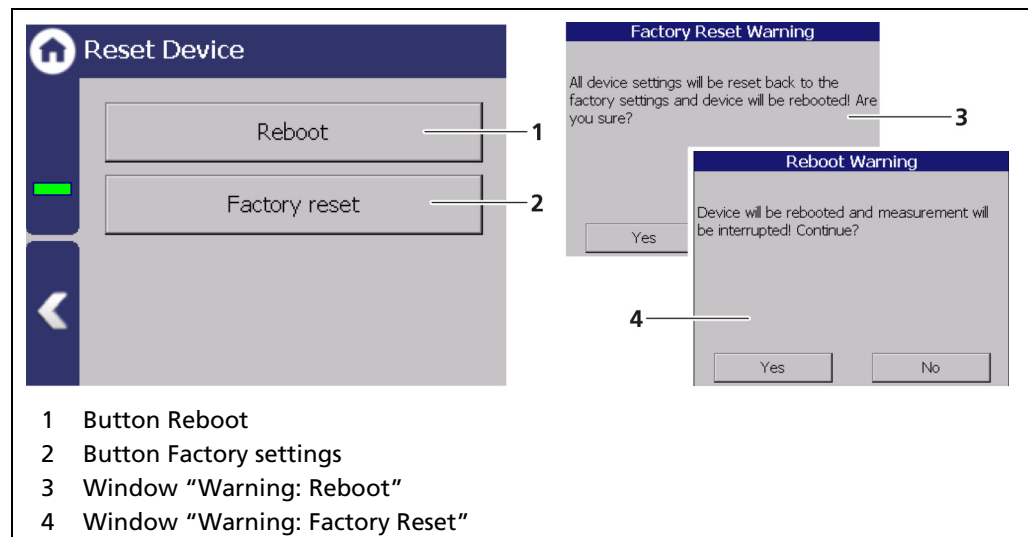 Reset Device
Reboot
1
Factory reset
2
Factory Reset Warning
All device settings will be reset back to the
factory settings and device will be rebooted! Are
you sure?
3
Yes
Reboot Warning
Device will be rebooted and measurement will
be interrupted! Continue?
4
Yes No
1 Button Reboot
2 Button Factory settings
3 Window “Warning: Reboot”
4 Window “Warning: Factory Reset”